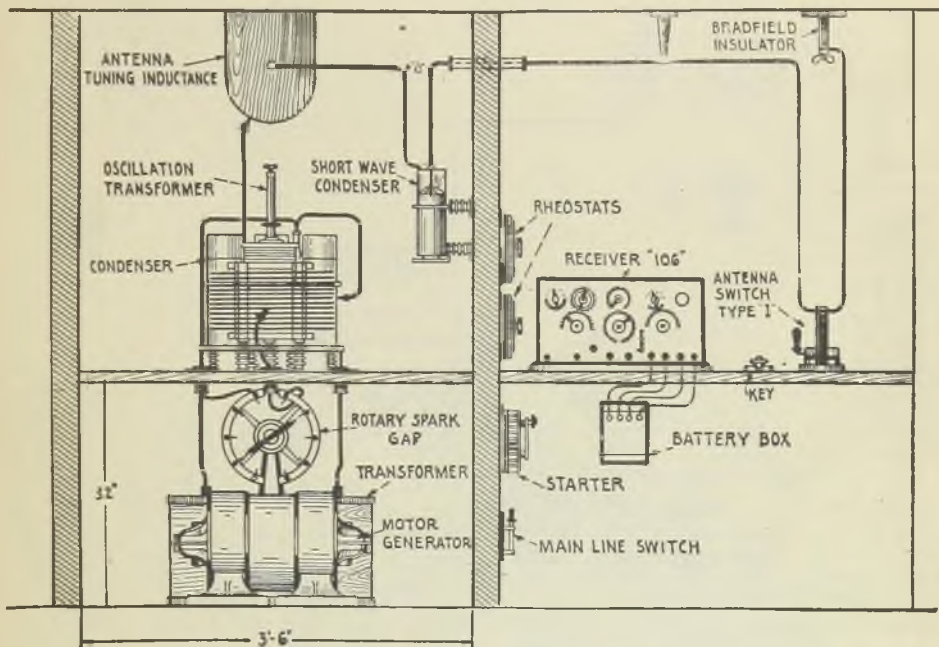 ANTENNA
TUNING INDUCTANCE
BRADFIELD
INSULATOR
OSCILLATION
TRANSFORMER
SHORT WAVE
CONDENSER
RHEOSTATS
RECEIVER "106"
CONDENSER
ANTENNA
SWITCH
TYPE "I"
KEY
ROTARY SPARK
GAP
BATTERY BOX
TRANSFORMER
STARTER
32"
MOTOR
GENERATOR
MAIN LINE SWITCH
3'-6"